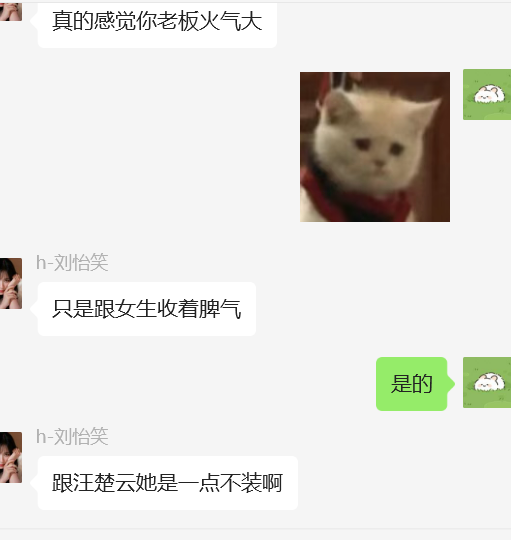 真的感觉你老板火气大
h-刘怡笑
只是跟女生收着脾气
是的
h-刘怡笑
跟汪楚云她是一点不装啊